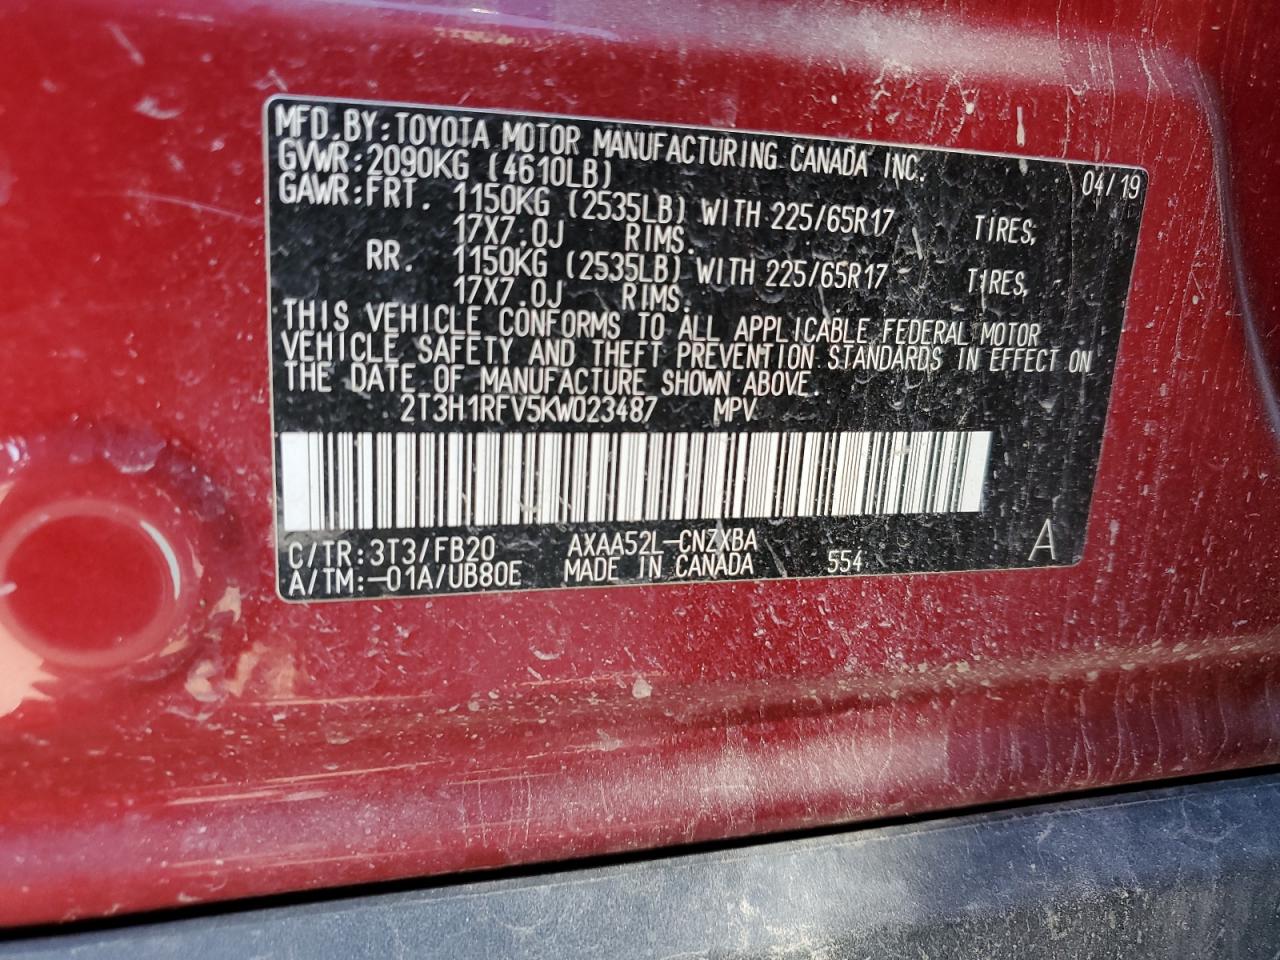 MFD.BY:TOYOTA MOTOR MANUFACTURING CANADA INC. 04/19
GVWR:2090KG (4610LB)
GAWR:FRT. 1150KG (2535LB) WITH 225/65R17 TIRES,
17X7.0J RIMS.
RR. 1150KG (2535LB) WITH 225/65R17 TIRES,
17X7.0J RIMS.
THIS VEHICLE CONFORMS TO ALL APPLICABLE FEDERAL MOTOR
VEHICLE SAFETY AND THEFT PREVENTION STANDARDS IN EFFECT ON
THE DATE OF MANUFACTURE SHOWN ABOVE.
2T3H1RFV5KW023487 MPV
C/TR:3T3/FB20 AXAA52L-CNZXBA A
A/TM:-01A/UB80E MADE IN CANADA 554